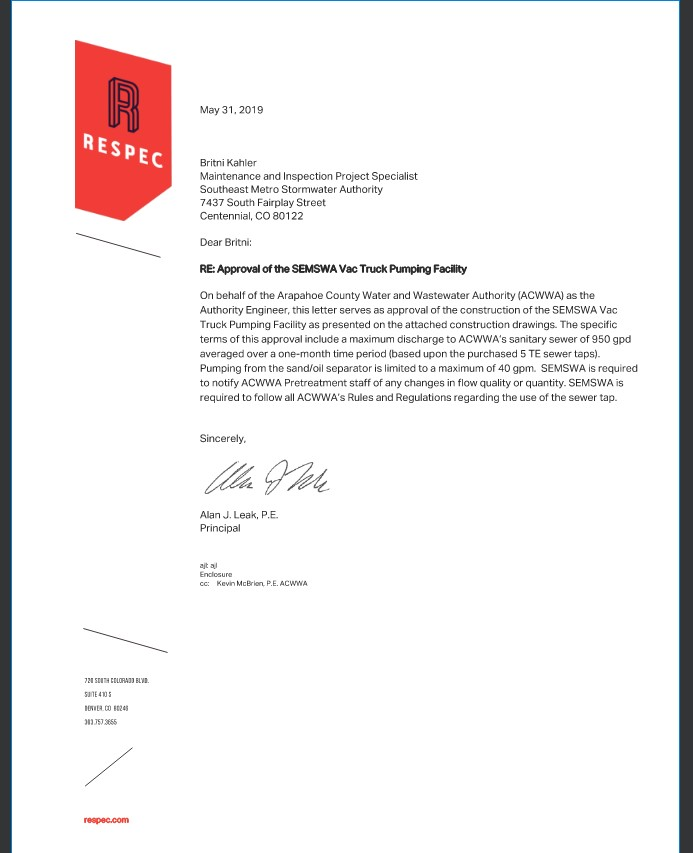 R
RESPEC
May 31, 2019
Britni Kahler
Maintenance and Inspection Project Specialist
Southeast Metro Stormwater Authority
7437 South Fairplay Street
Centennial, CO 80122
Dear Britni:
RE: Approval of the SEMSWA Vac Truck Pumping Facility
On behalf of the Arapahoe County Water and Wastewater Authority (ACWWA) as the
Authority Engineer, this letter serves as approval of the construction of the SEMSWA Vac
Truck Pumping Facility as presented on the attached construction drawings. The specific
terms of this approval include a maximum discharge to ACWWA's sanitary sewer of 950 gpd
averaged over a one-month time period (based upon the purchased 5 TE sewer taps).
Pumping from the sand/oil separator is limited to a maximum of 40 gpm. SEMSWA is required
to notify ACWWA Pretreatment staff of any changes in flow quality or quantity. SEMSWA is
required to follow all ACWWA's Rules and Regulations regarding the use of the sewer tap.
Sincerely,
Alan J. Leak, P.E.
Principal
ajl: ajl
Enclosure
cc: Kevin McBrien, P.E. ACWWA
720 SOUTH COLORADO BLVD.
SUITE 410 S
DENVER, CO 80246
303.757.3655
respec.com